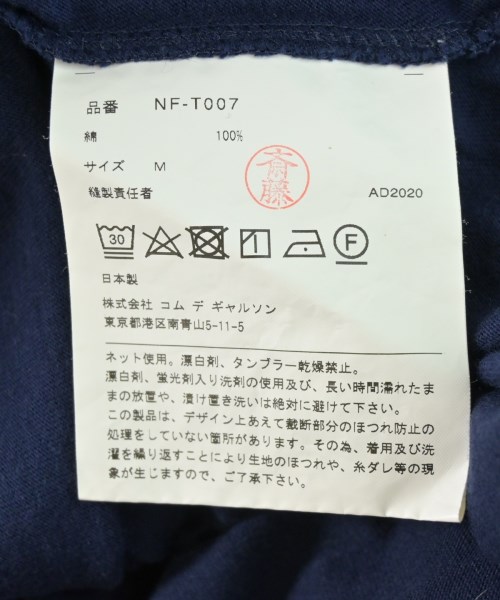 品番 NF-T007
綿 100%
サイズ M
縫製責任者 斎藤 AD2020
30 F
日本製
株式会社 コム デ ギャルソン
東京都港区南青山5-11-5
ネット使用。漂白剤、タンブラー乾燥禁止。
漂白剤、蛍光剤入り洗剤の使用及び、長い時間濡れたま
まの放置や、漬け置き洗いは絶対に避けて下さい。
この製品は、デザイン上あえて裁断部分のほつれ防止の
処理をしていない箇所があります。その為、着用及び洗
濯を繰り返すことにより生地のほつれや、糸ダレ等の現
象が生じますので、ご了承下さい。